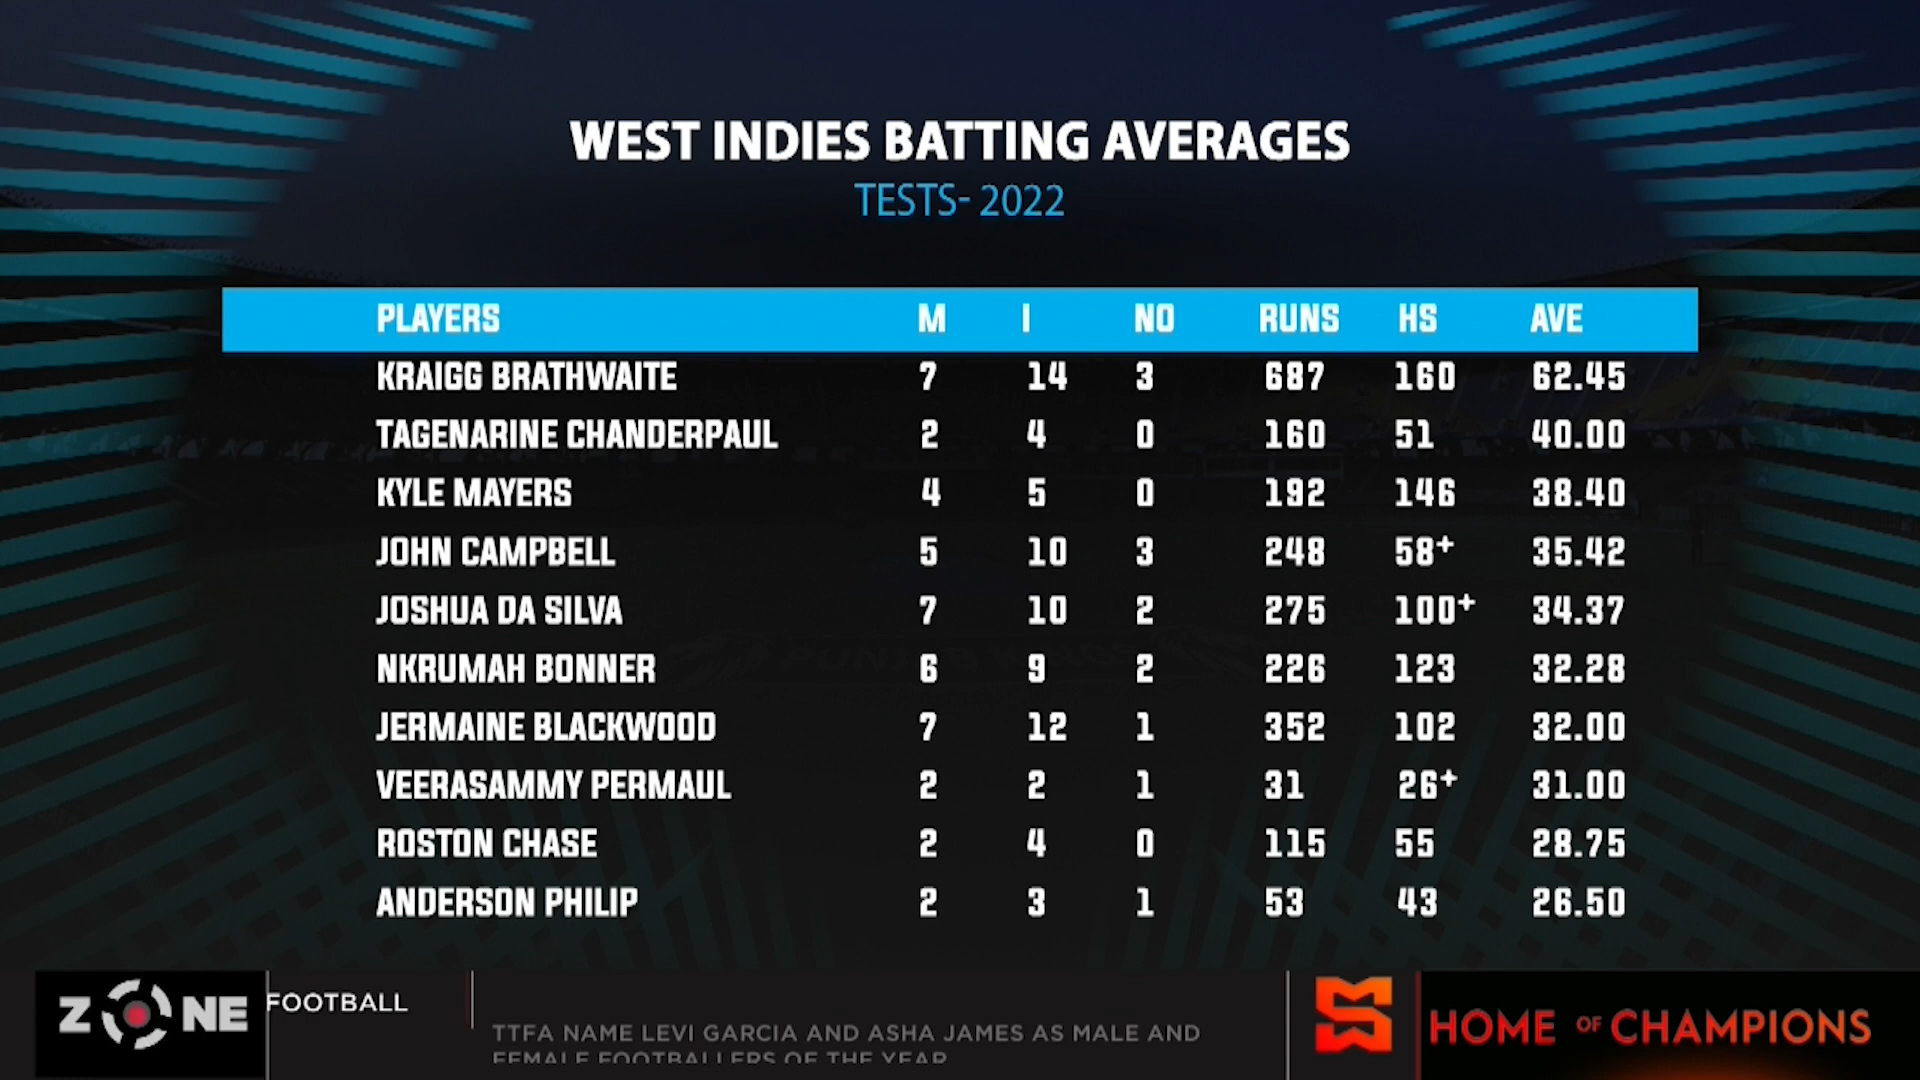 WEST INDIES BATTING AVERAGES
TESTS- 2022
PLAYERS M I NO RUNS HS AVE
KRAIGG BRATHWAITE 7 14 3 687 160 62.45
TAGENARINE CHANDERPAUL 2 4 0 160 51 40.00
KYLE MAYERS 4 5 0 192 146 38.40
JOHN CAMPBELL 5 10 3 248 58+ 35.42
JOSHUA DA SILVA 7 10 2 275 100+ 34.37
NKRUMAH BONNER 6 9 2 226 123 32.28
JERMAINE BLACKWOOD 7 12 1 352 102 32.00
VEERASAMMY PERMAUL 2 2 1 31 26+ 31.00
ROSTON CHASE 2 4 0 115 55 28.75
ANDERSON PHILIP 2 3 1 53 43 26.50
ZONE FOOTBALL
TTFA NAME LEVI GARCIA AND ASHA JAMES AS MALE AND
FEMALE FOOTBALLERS OF THE YEAR
HOME OF CHAMPIONS